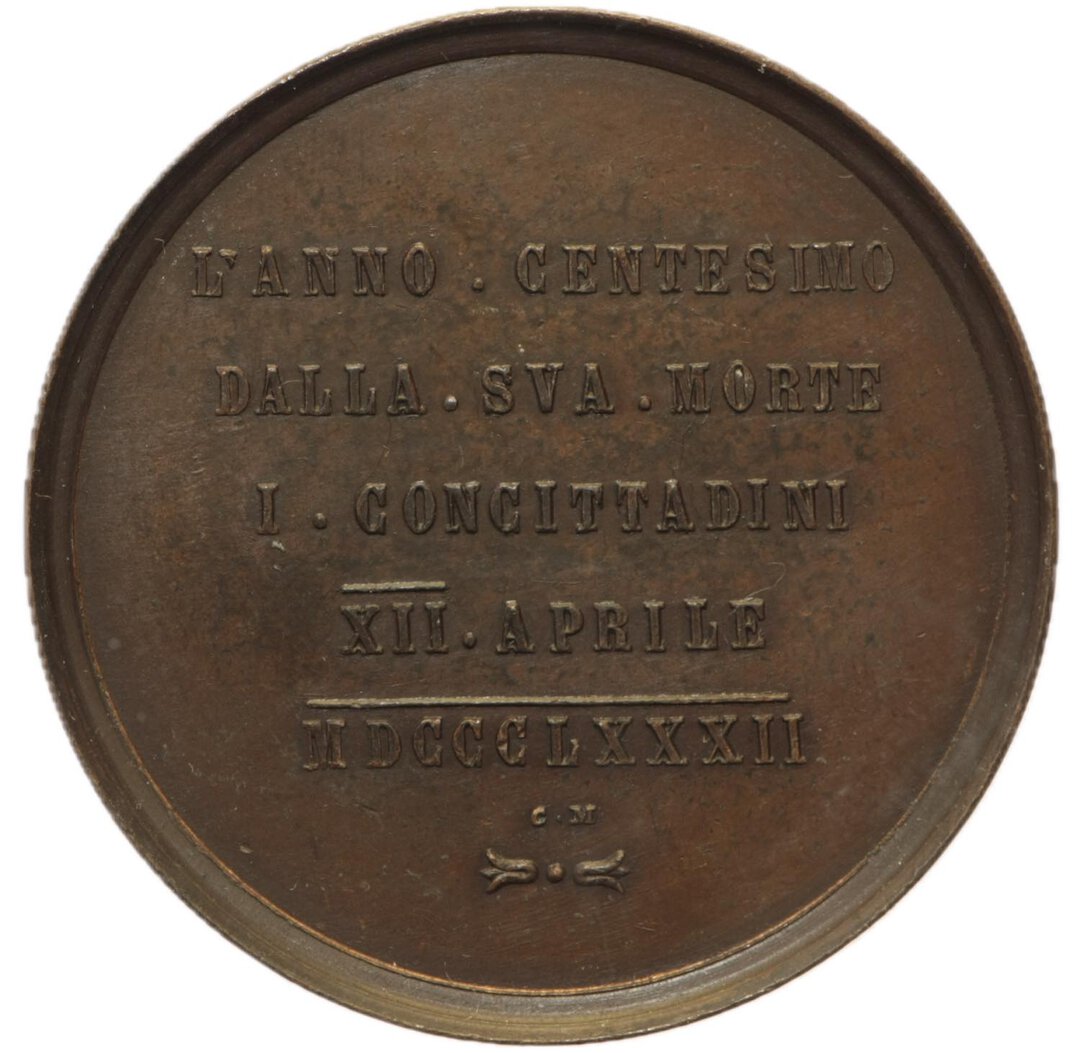 L'ANNO . CENTESIMO
DALLA . SVA . MORTE
I . CONCITTADINI
XII . APRILE
MDCCCLXXXII
C . M